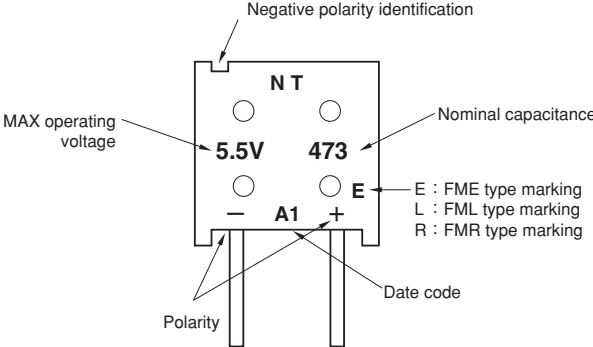 Negative polarity identification
N T
MAX operating
voltage
5.5V
473
Nominal capacitance
E
E : FME type marking
L : FML type marking
R : FMR type marking
−
A1
+
Date code
Polarity